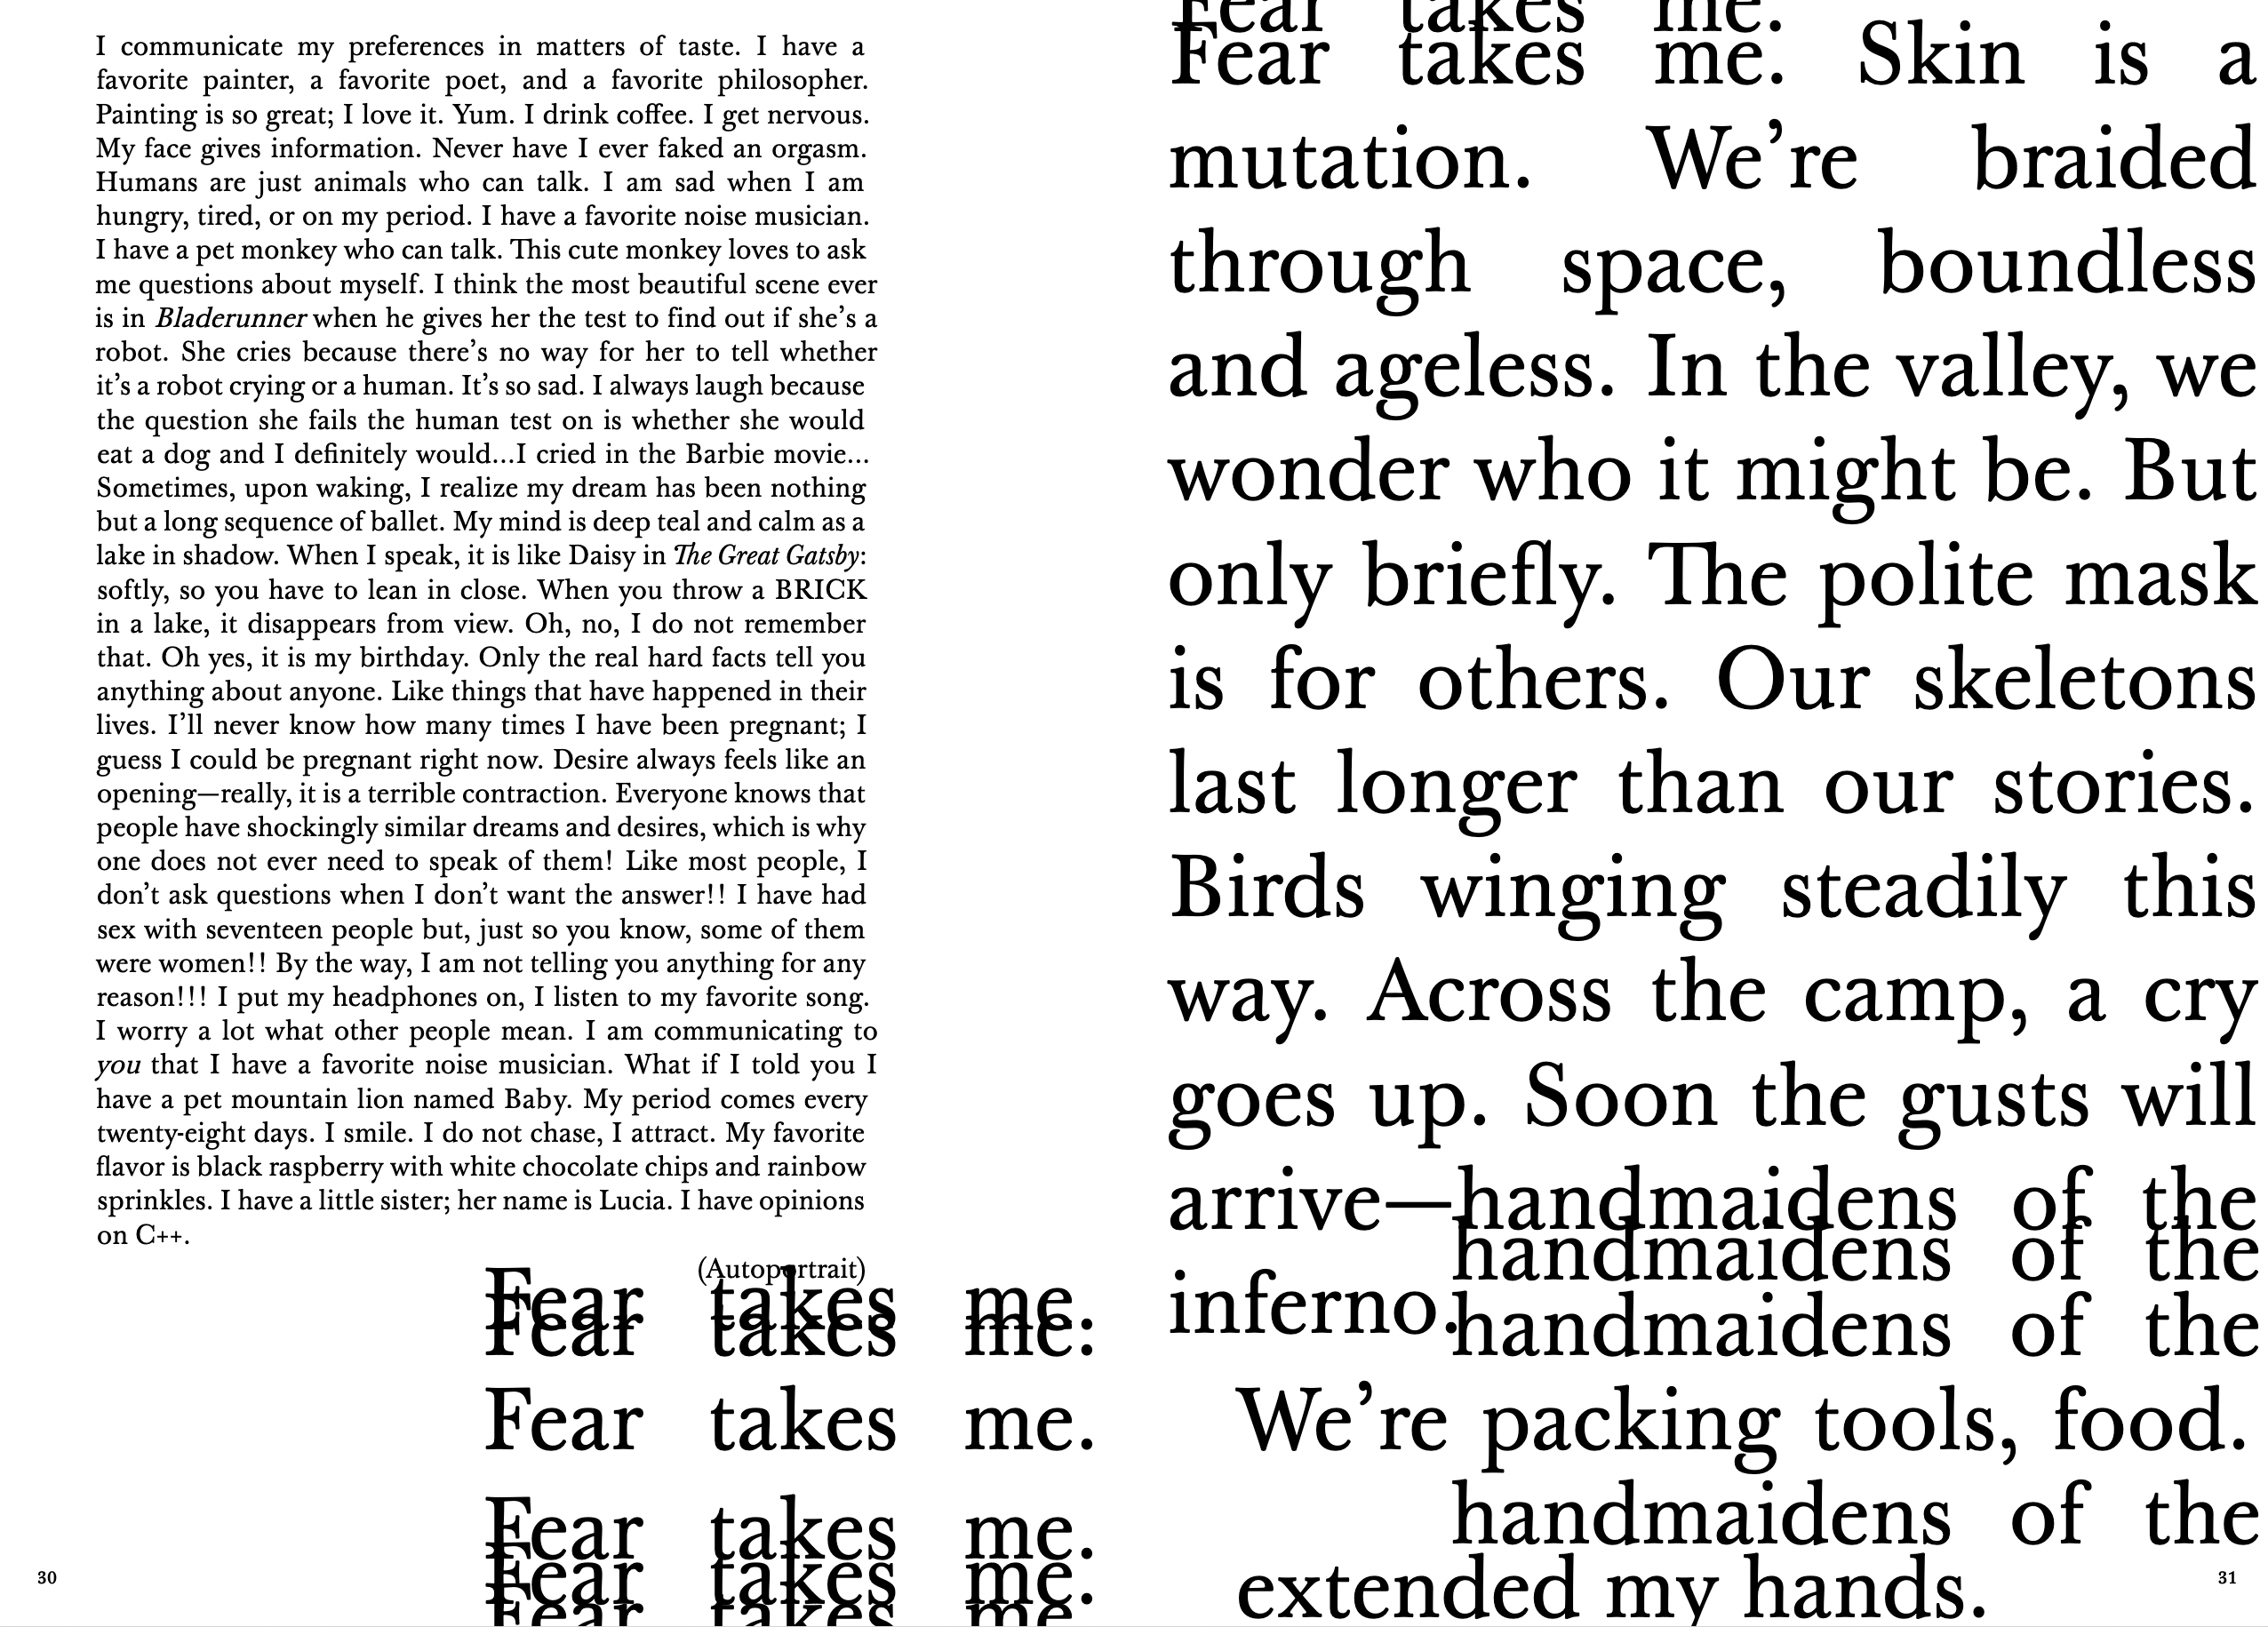 I communicate my preferences in matters of taste. I have a
favorite painter, a favorite poet, and a favorite philosopher.
Painting is so great; I love it. Yum. I drink coffee. I get nervous.
My face gives information. Never have I ever faked an orgasm.
Humans are just animals who can talk. I am sad when I am
hungry, tired, or on my period. I have a favorite noise musician.
I have a pet monkey who can talk. This cute monkey loves to ask
me questions about myself. I think the most beautiful scene ever
is in Bladerunner when he gives her the test to find out if she’s a
robot. She cries because there’s no way for her to tell whether
it’s a robot crying or a human. It’s so sad. I always laugh because
the question she fails the human test on is whether she would
eat a dog and I definitely would...I cried in the Barbie movie...
Sometimes, upon waking, I realize my dream has been nothing
but a long sequence of ballet. My mind is deep teal and calm as a
lake in shadow. When I speak, it is like Daisy in The Great Gatsby:
softly, so you have to lean in close. When you throw a BRICK
in a lake, it disappears from view. Oh, no, I do not remember
that. Oh yes, it is my birthday. Only the real hard facts tell you
anything about anyone. Like things that have happened in their
lives. I’ll never know how many times I have been pregnant; I
guess I could be pregnant right now. Desire always feels like an
opening—really, it is a terrible contraction. Everyone knows that
people have shockingly similar dreams and desires, which is why
one does not ever need to speak of them! Like most people, I
don’t ask questions when I don’t want the answer!! I have had
sex with seventeen people but, just so you know, some of them
were women!! By the way, I am not telling you anything for any
reason!!! I put my headphones on, I listen to my favorite song.
I worry a lot what other people mean. I am communicating to
you that I have a favorite noise musician. What if I told you I
have a pet mountain lion named Baby. My period comes every
twenty-eight days. I smile. I do not chase, I attract. My favorite
flavor is black raspberry with white chocolate chips and rainbow
sprinkles. I have a little sister; her name is Lucia. I have opinions
on C++.
(Autoportrait)
Fear takes me.
Fear takes me.
Fear takes me.
Fear takes me.
Fear takes me.
Fear takes me.
30
Fear takes me.
Fear takes me. Skin is a
mutation. We’re braided
through space, boundless
and ageless. In the valley, we
wonder who it might be. But
only briefly. The polite mask
is for others. Our skeletons
last longer than our stories.
Birds winging steadily this
way. Across the camp, a cry
goes up. Soon the gusts will
arrive—handmaidens of the
handmaidens of the
inferno.
handmaidens of the
We’re packing tools, food.
handmaidens of the
extended my hands.
31